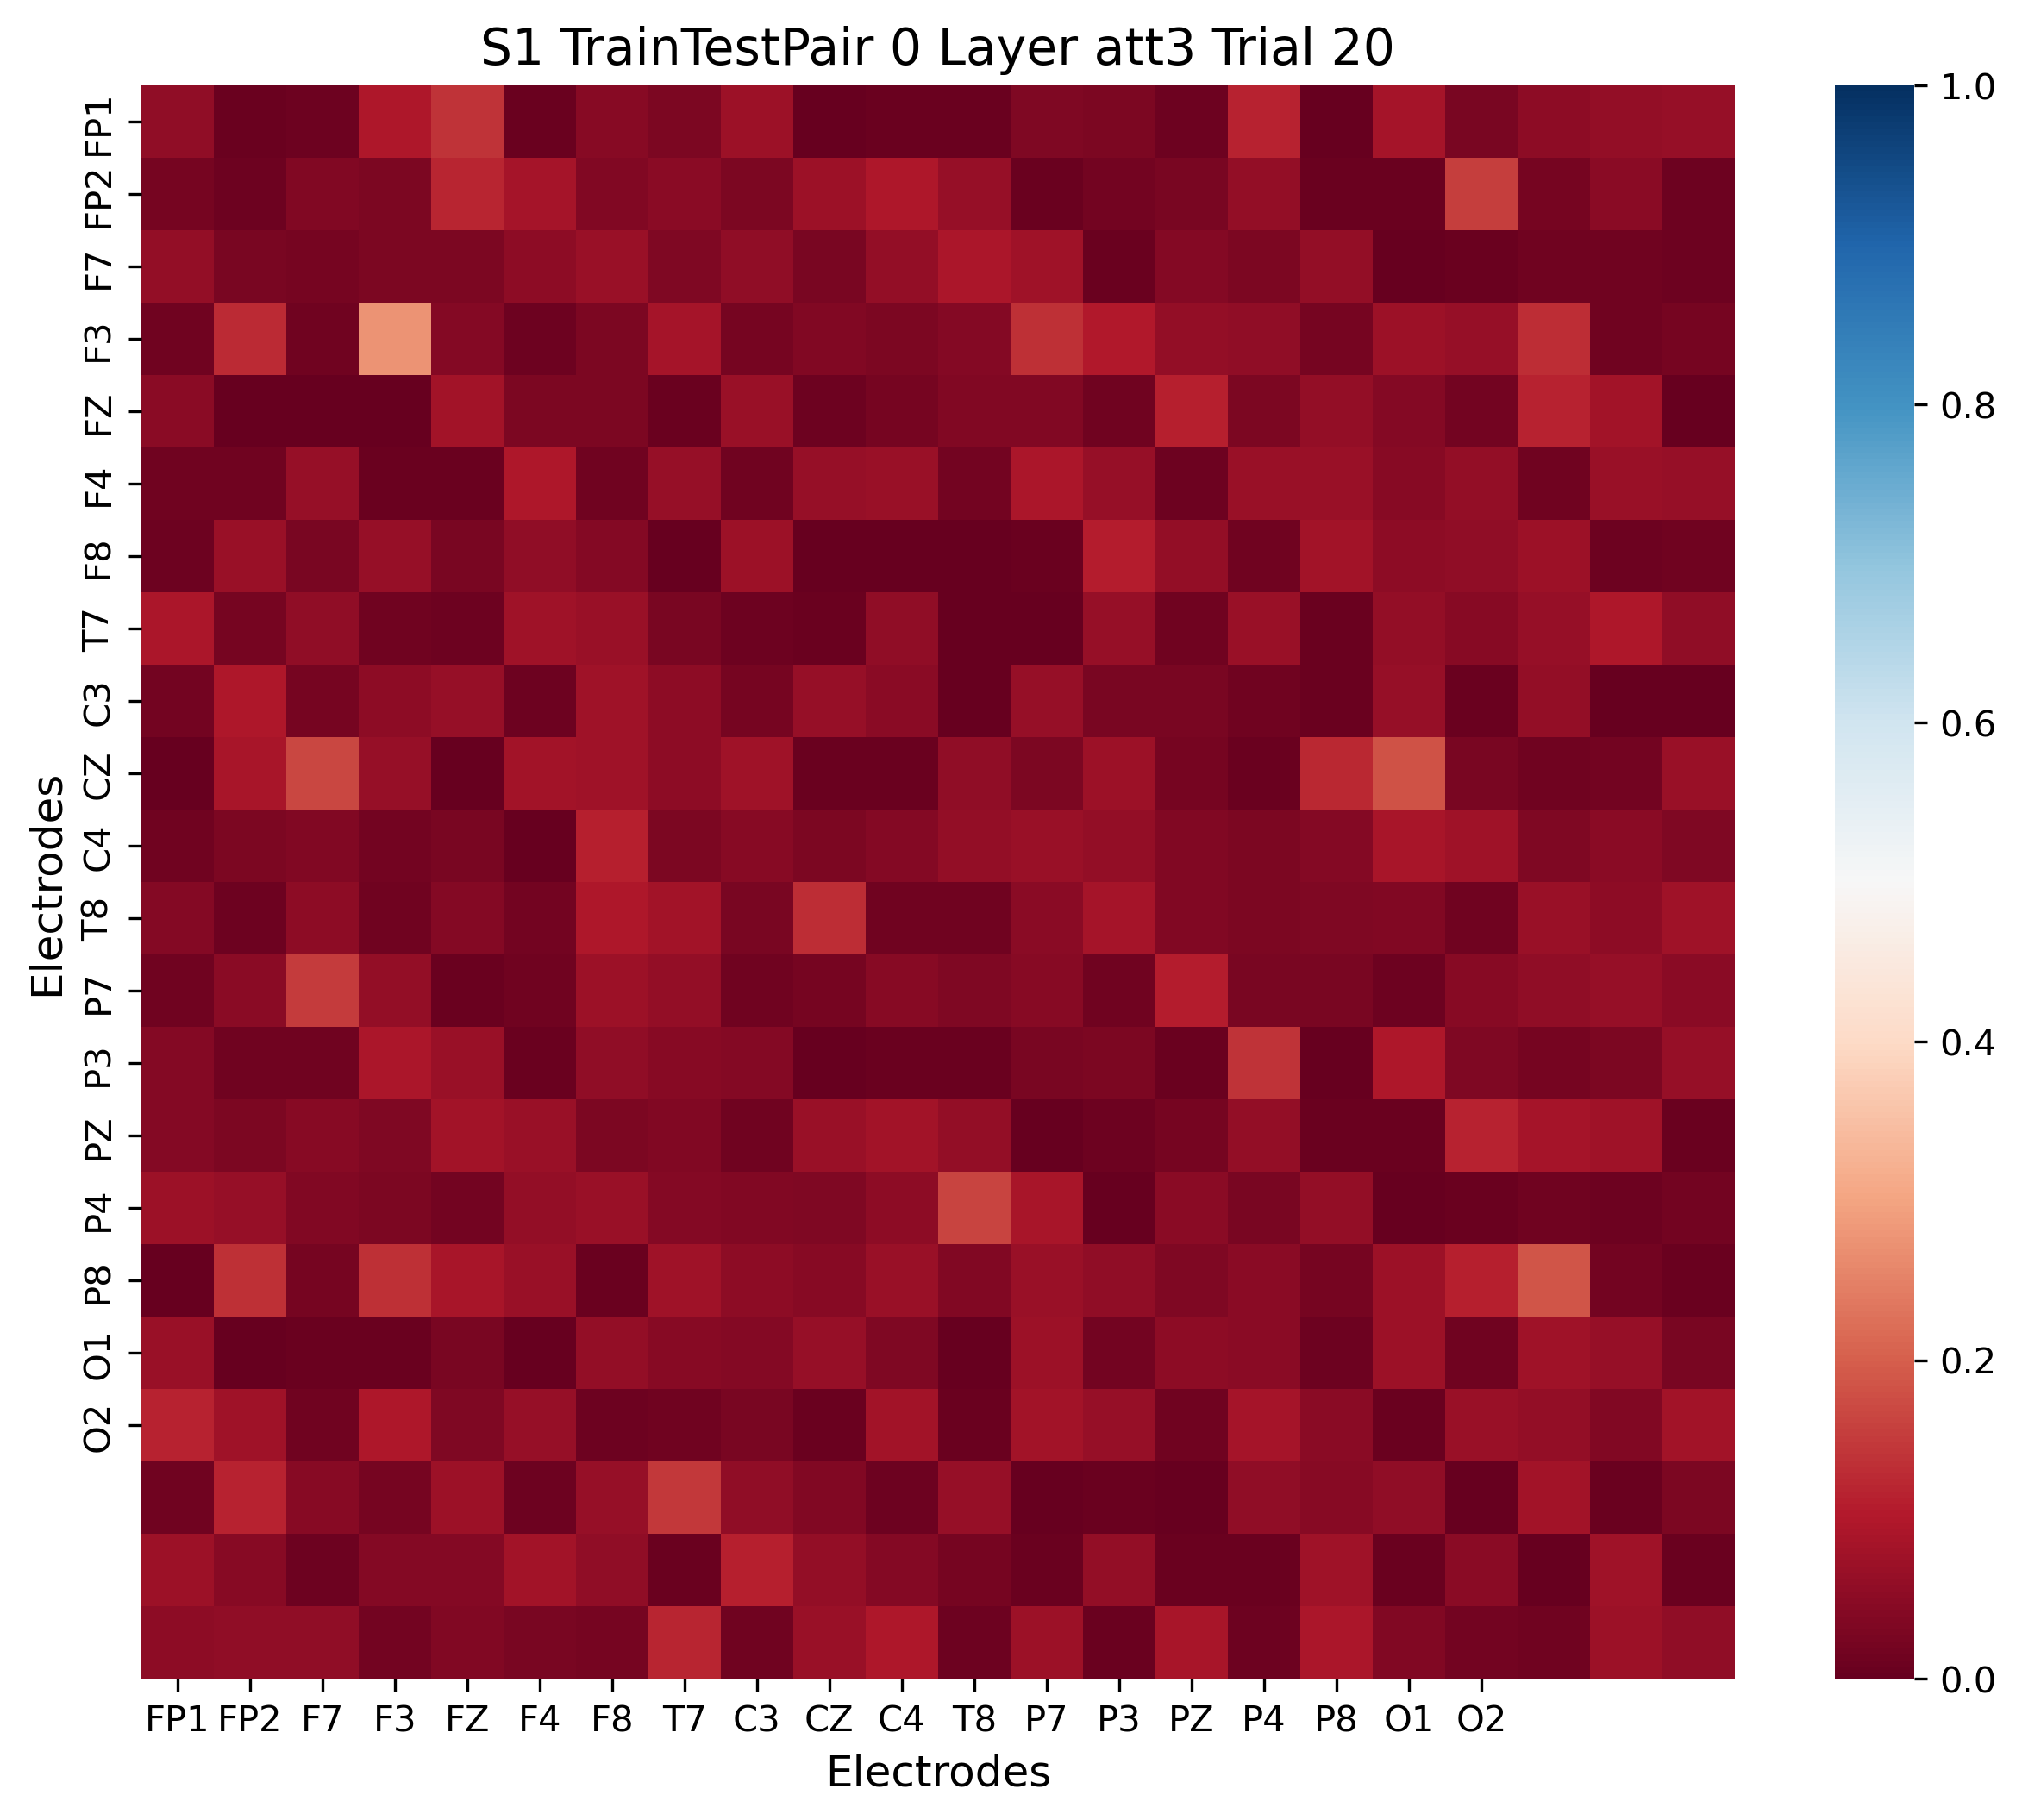 S1 TrainTestPair 0 Layer att3 Trial 20
Electrodes
FP1
FP2
F7
F3
FZ
F4
F8
T7
C3
CZ
C4
T8
P7
P3
PZ
P4
P8
O1
O2
FP1 FP2 F7 F3 FZ F4 F8 T7 C3 CZ C4 T8 P7 P3 PZ P4 P8 O1 O2
Electrodes
1.0
0.8
0.6
0.4
0.2
0.0